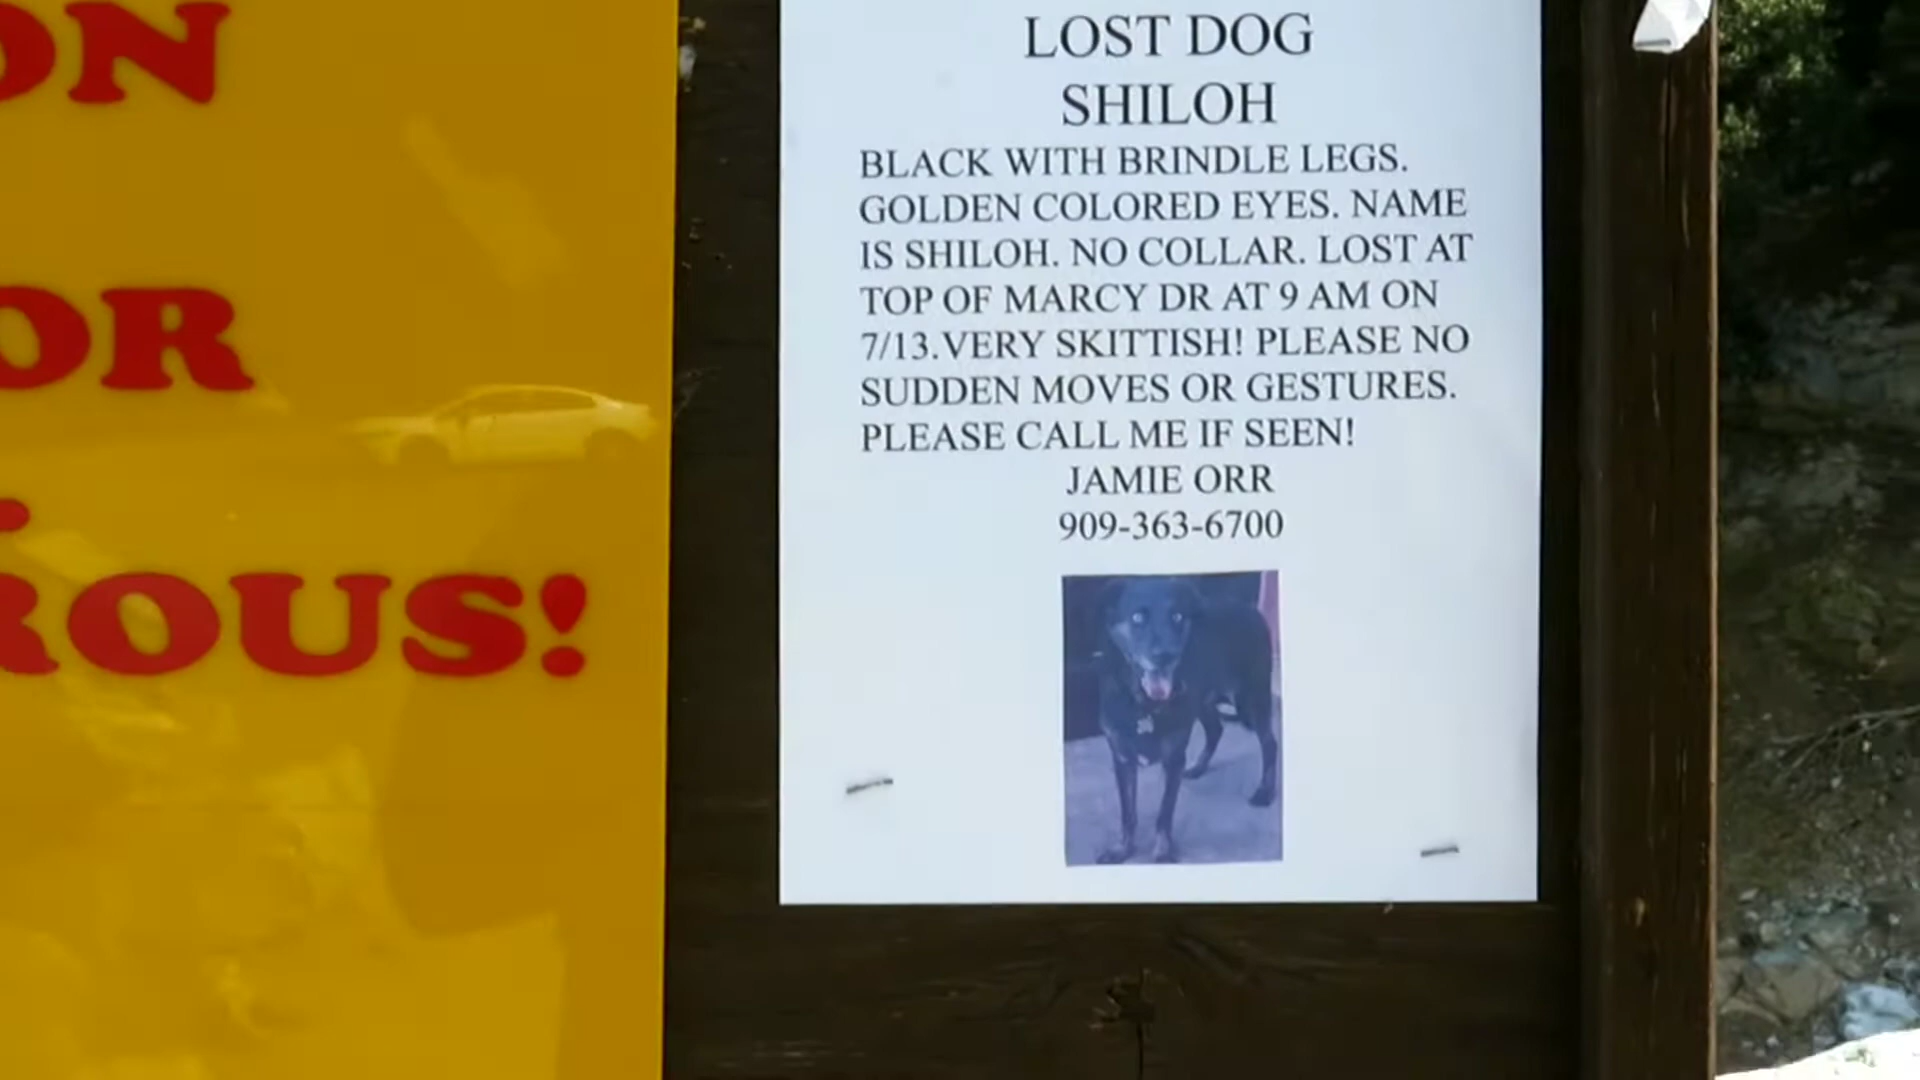 ON
OR
ROUS!
LOST DOG
SHILOH
BLACK WITH BRINDLE LEGS.
GOLDEN COLORED EYES. NAME
IS SHILOH. NO COLLAR. LOST AT
TOP OF MARCY DR AT 9 AM ON
7/13.VERY SKITTISH! PLEASE NO
SUDDEN MOVES OR GESTURES.
PLEASE CALL ME IF SEEN!
JAMIE ORR
909-363-6700